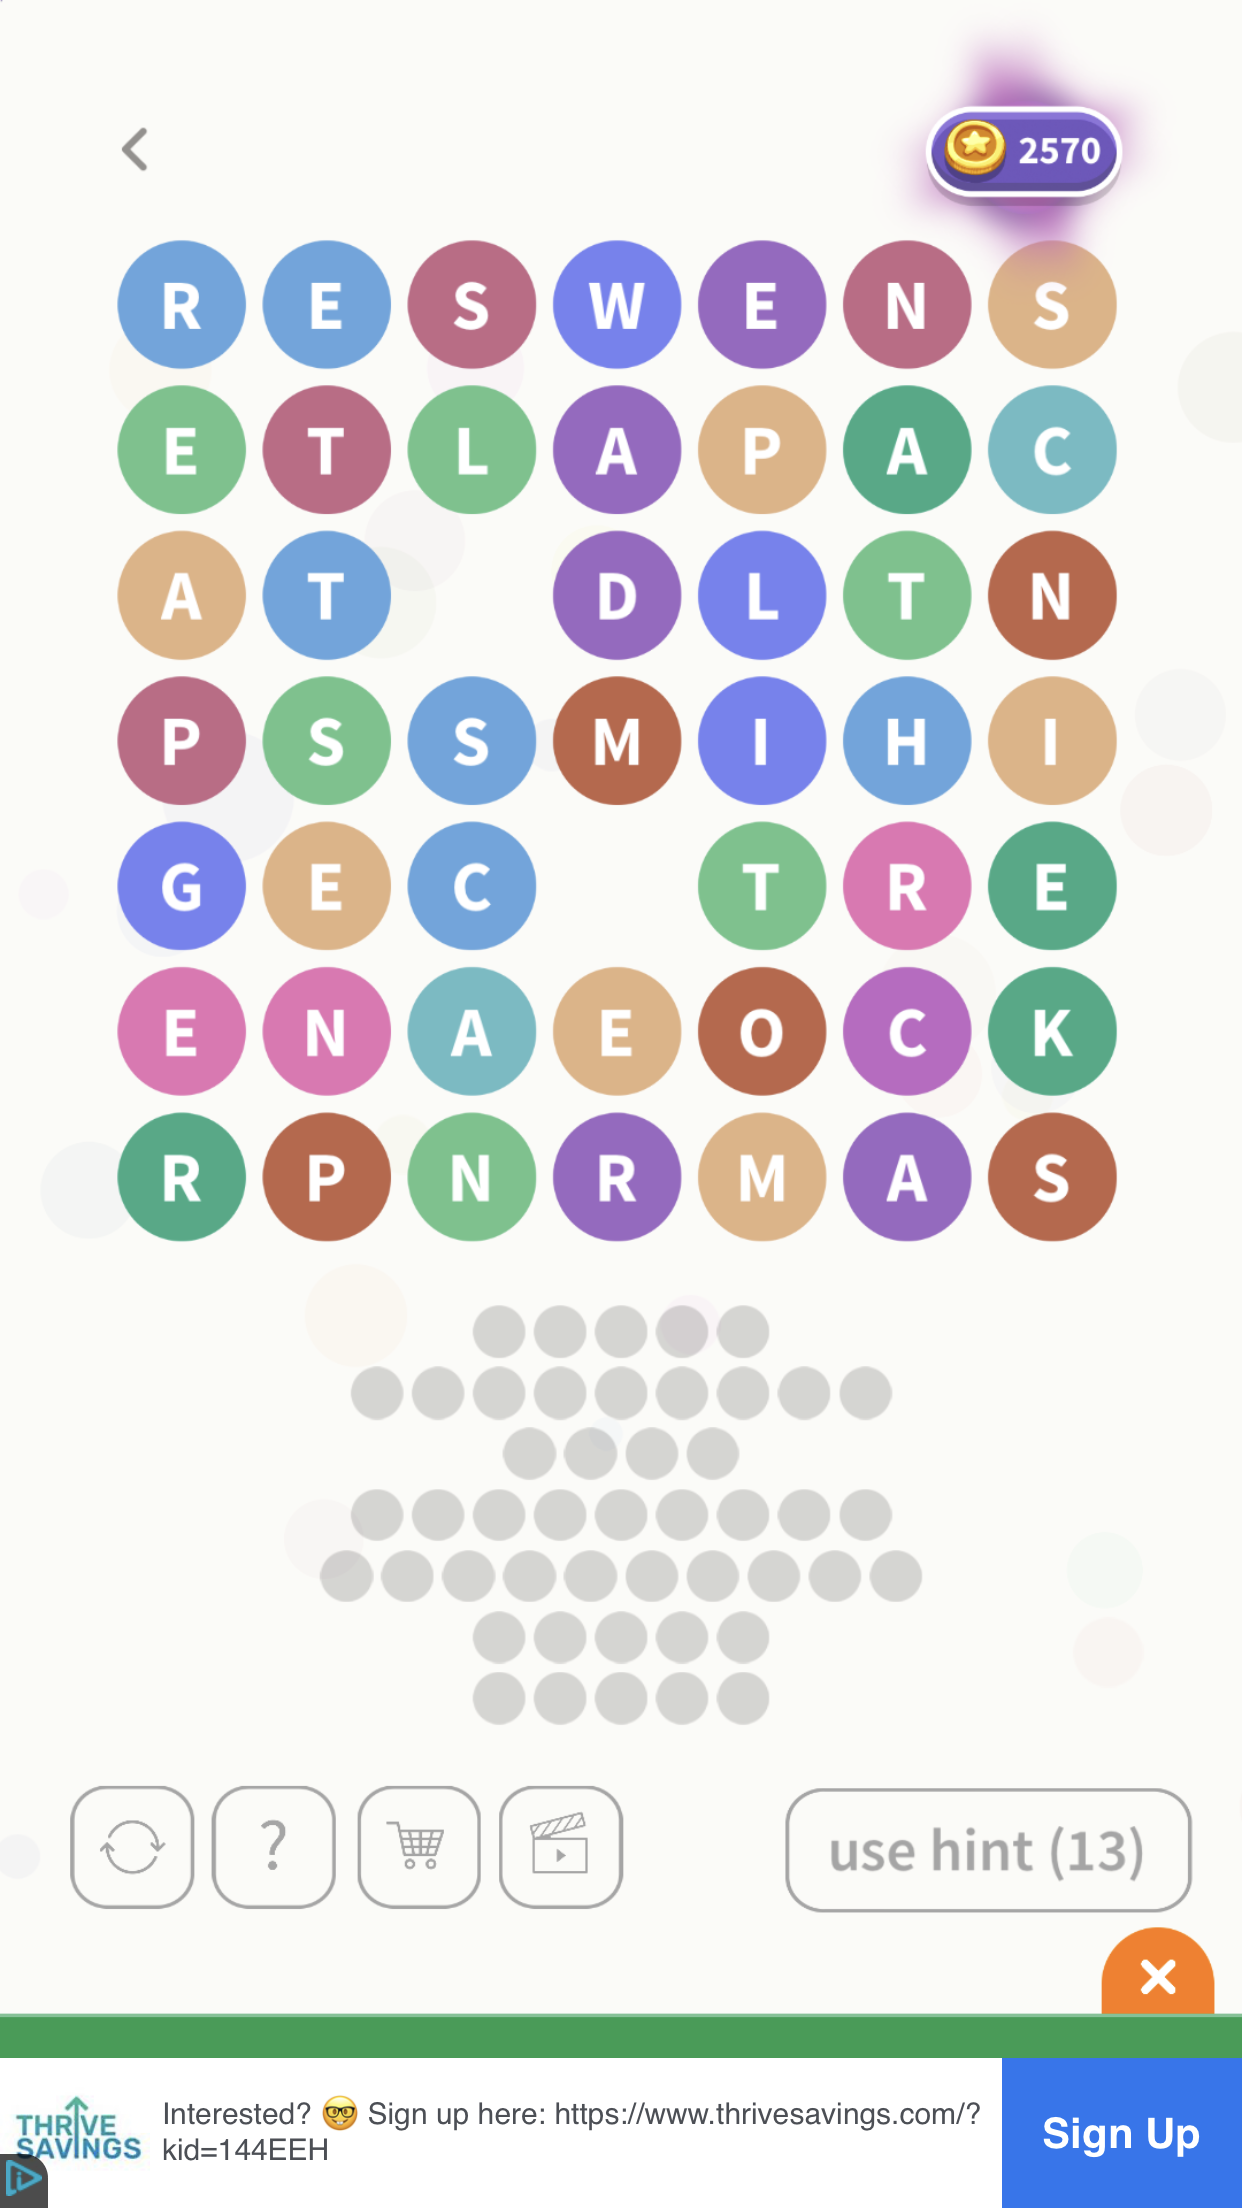 2570
R E S W E N S
E T L A P A C
A T D L T N
P S S M I H I
G E C T R E
E N A E O C K
R P N R M A S
?
use hint (13)
THRIVE
SAVINGS
Interested? 🤓 Sign up here: https://www.thrivesavings.com/?
kid=144EEH
Sign Up